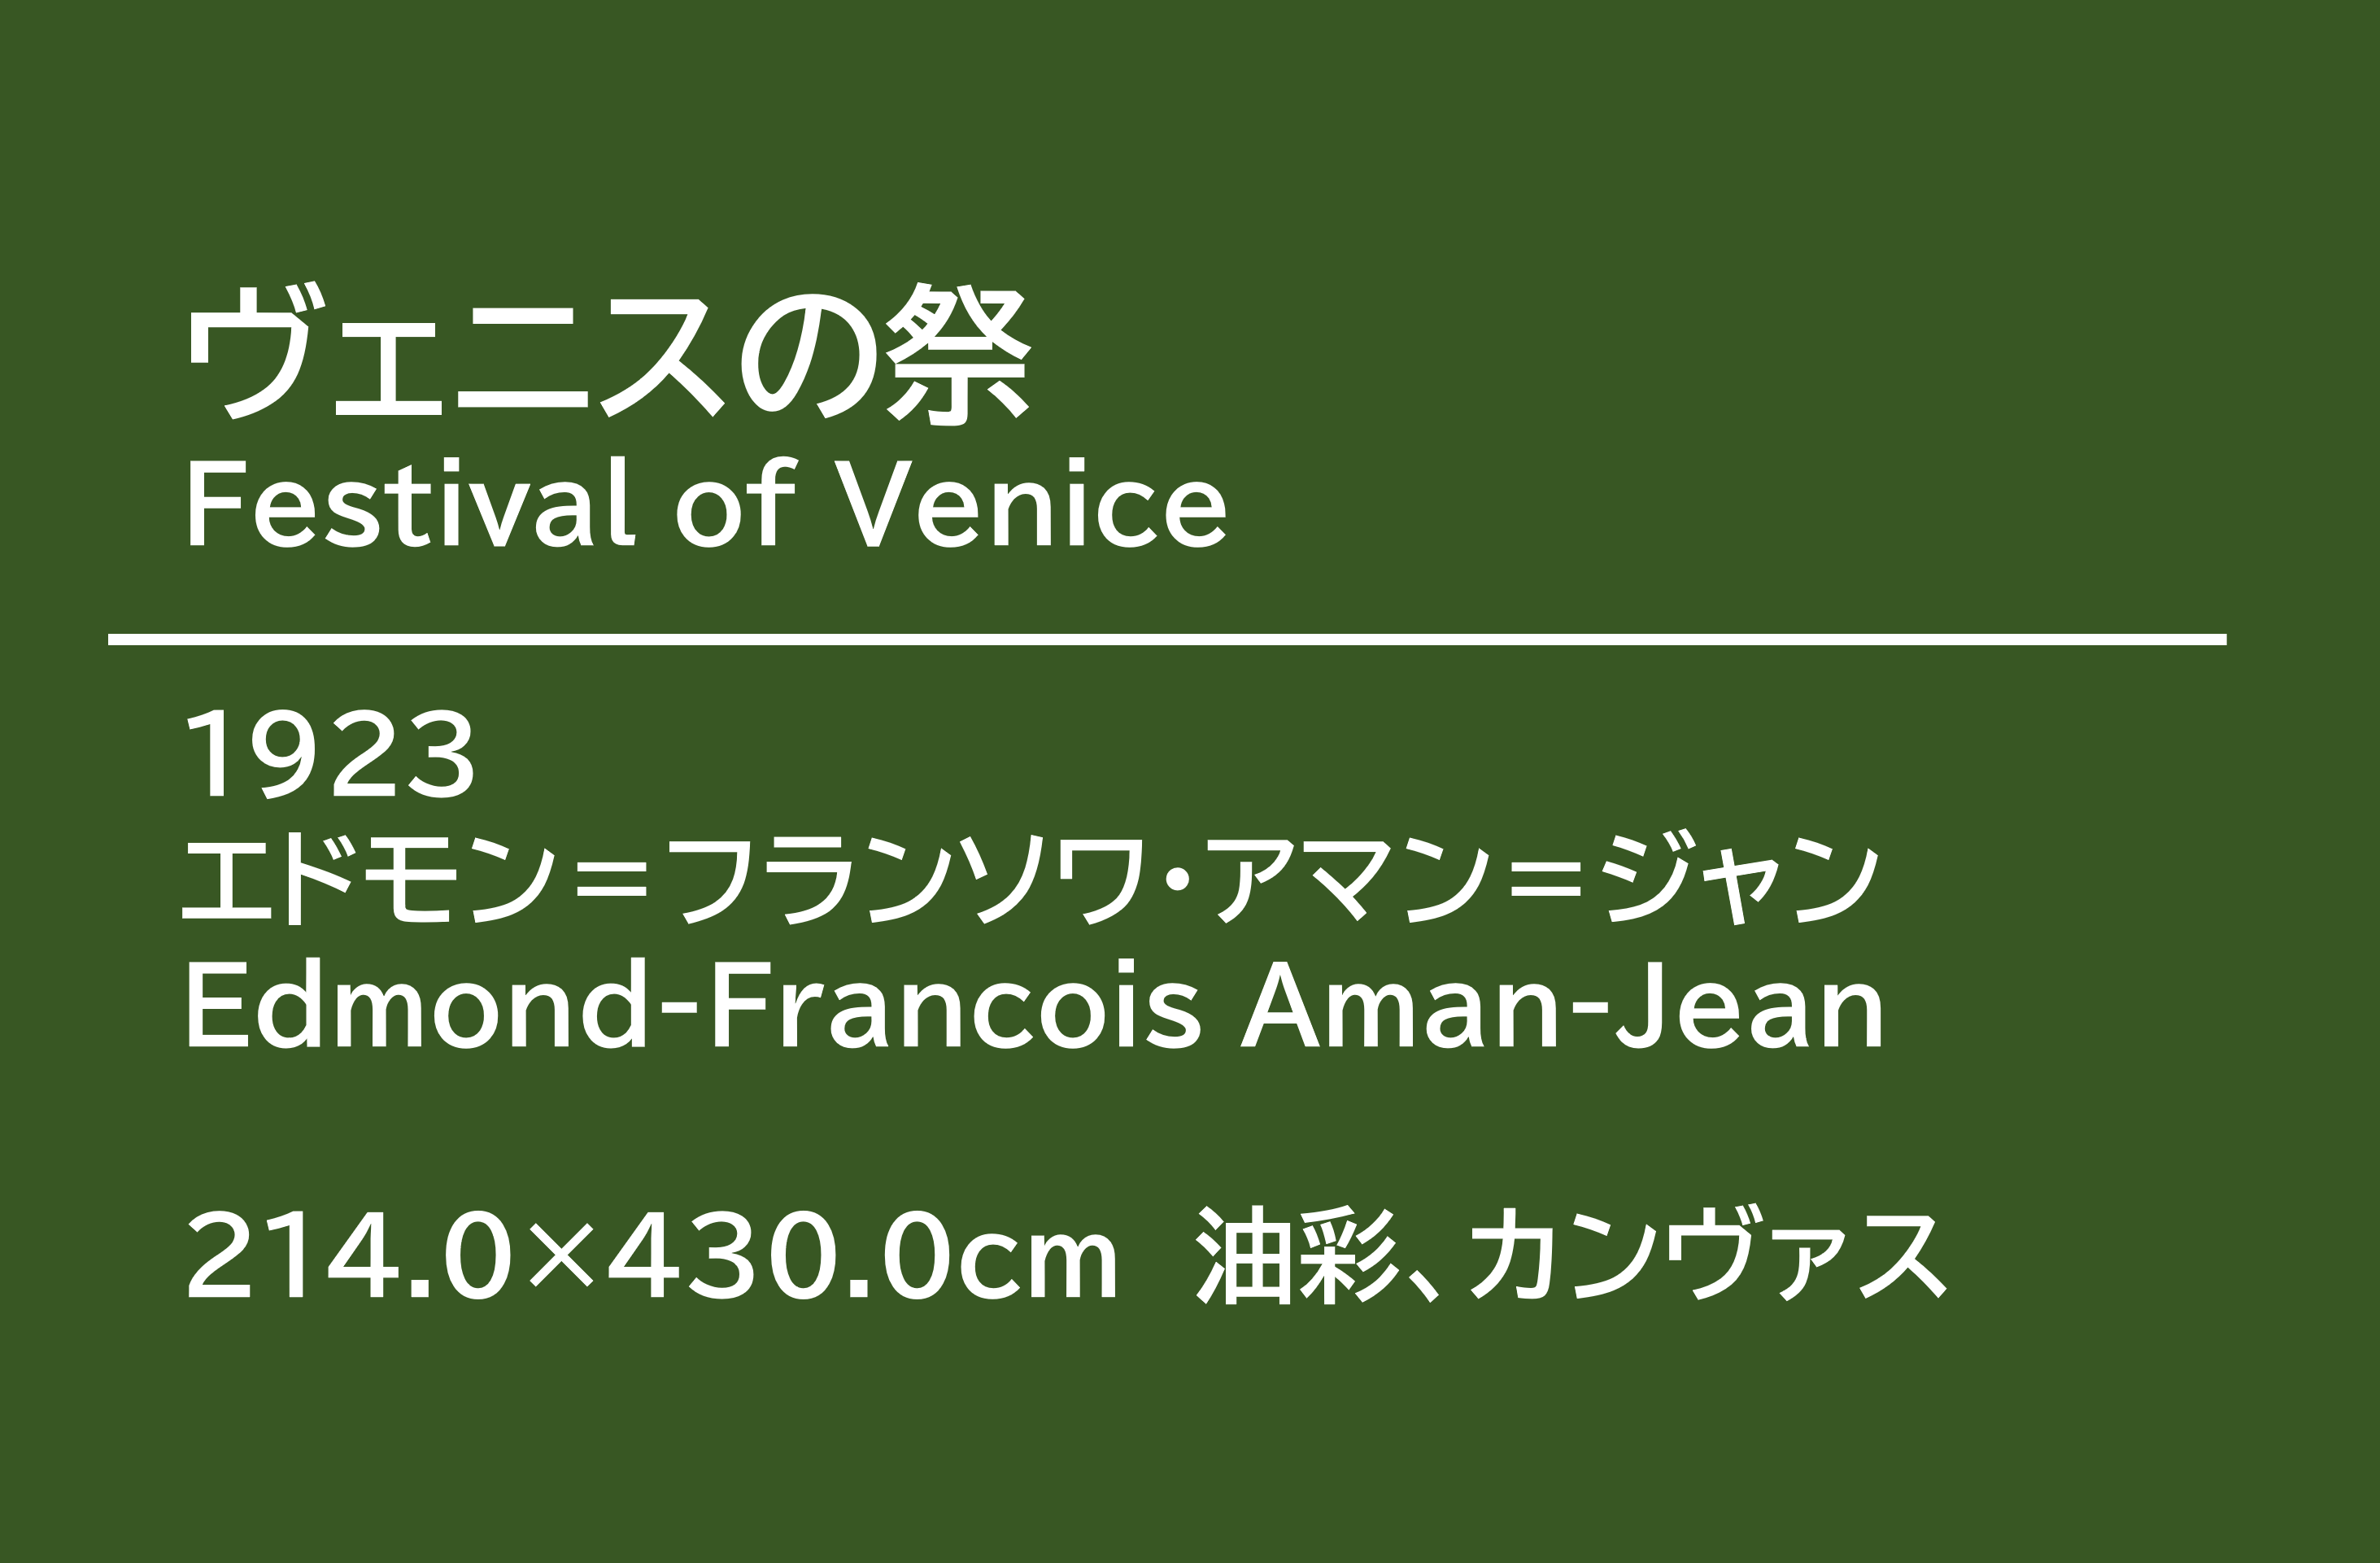 ヴェニスの祭
Festival of Venice
1923
エドモン＝フランソワ・アマン＝ジャン
Edmond-Francois Aman-Jean
214.0×430.0cm 油彩、カンヴァス